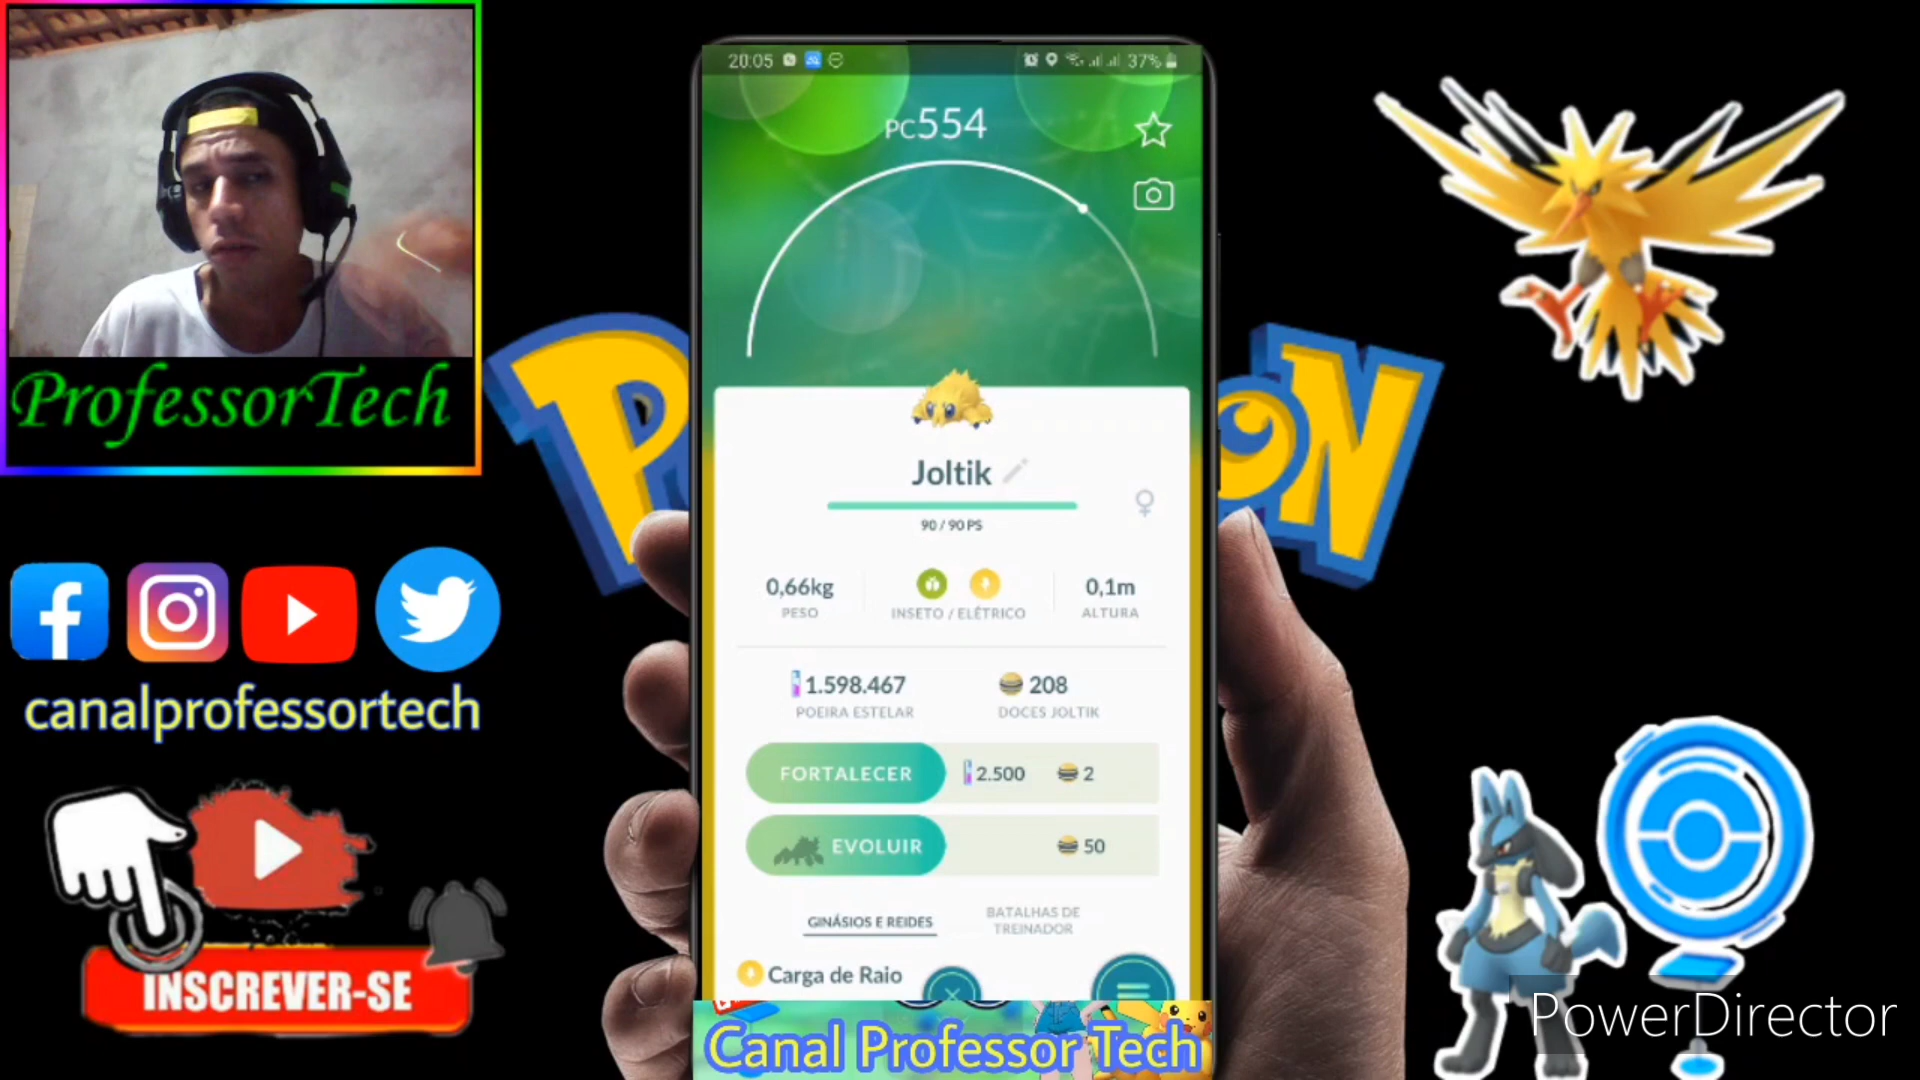 20:05
37%
PC554
ProfessorTech
Joltik
90 / 90 PS
0,66kg
PESO
INSETO / ELÉTRICO
0,1m
ALTURA
1.598.467
POEIRA ESTELAR
208
DOCES JOLTIK
FORTALECER
2.500
2
EVOLUIR
50
GINÁSIOS E REIDES
BATALHAS DE
TREINADOR
Carga de Raio
canalprofessortech
INSCREVER-SE
Canal Professor Tech
PowerDirector